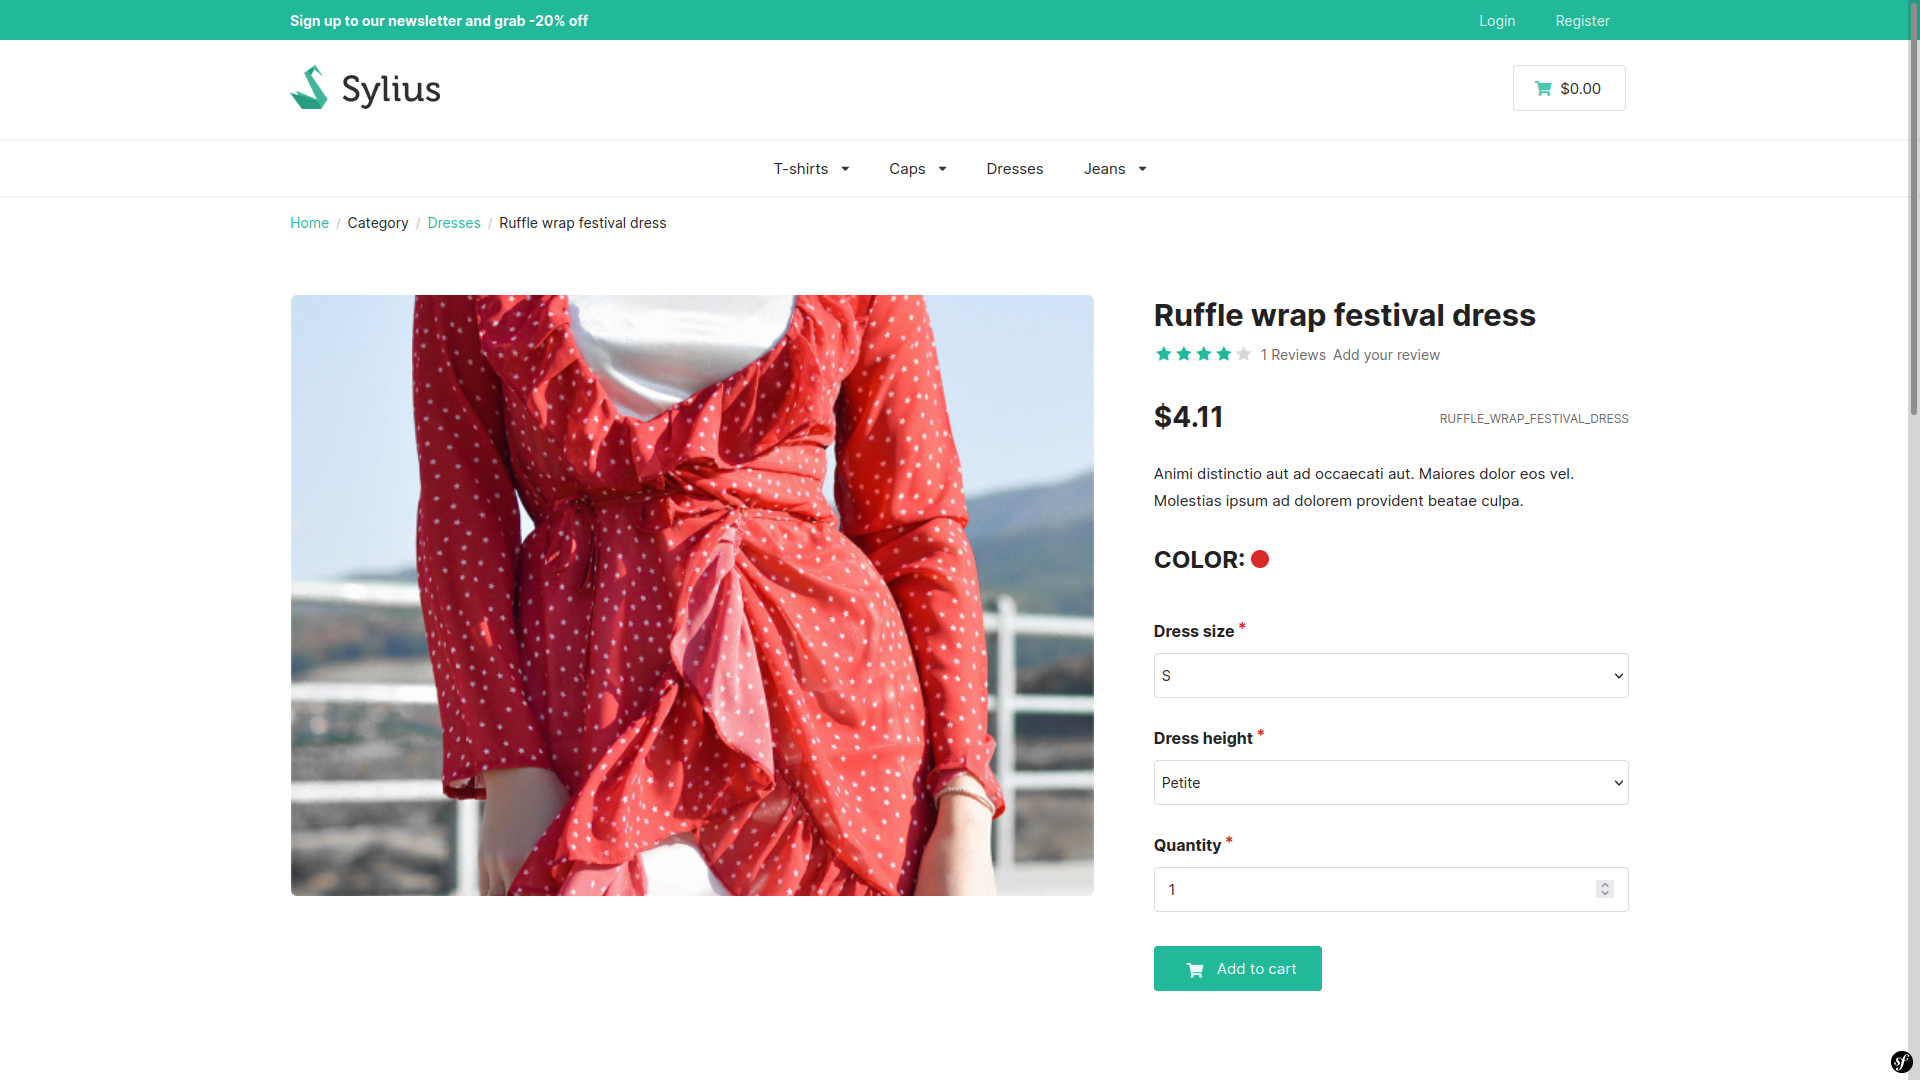 Sign up to our newsletter and grab -20% off
Login
Register
Sylius
$0.00
T-shirts
Caps
Dresses
Jeans
Home / Category / Dresses / Ruffle wrap festival dress
Ruffle wrap festival dress
1 Reviews Add your review
$4.11
RUFFLE_WRAP_FESTIVAL_DRESS
Animi distinctio aut ad occaecati aut. Maiores dolor eos vel.
Molestias ipsum ad dolorem provident beatae culpa.
COLOR:
Dress size *
S
Dress height *
Petite
Quantity *
1
Add to cart
sf